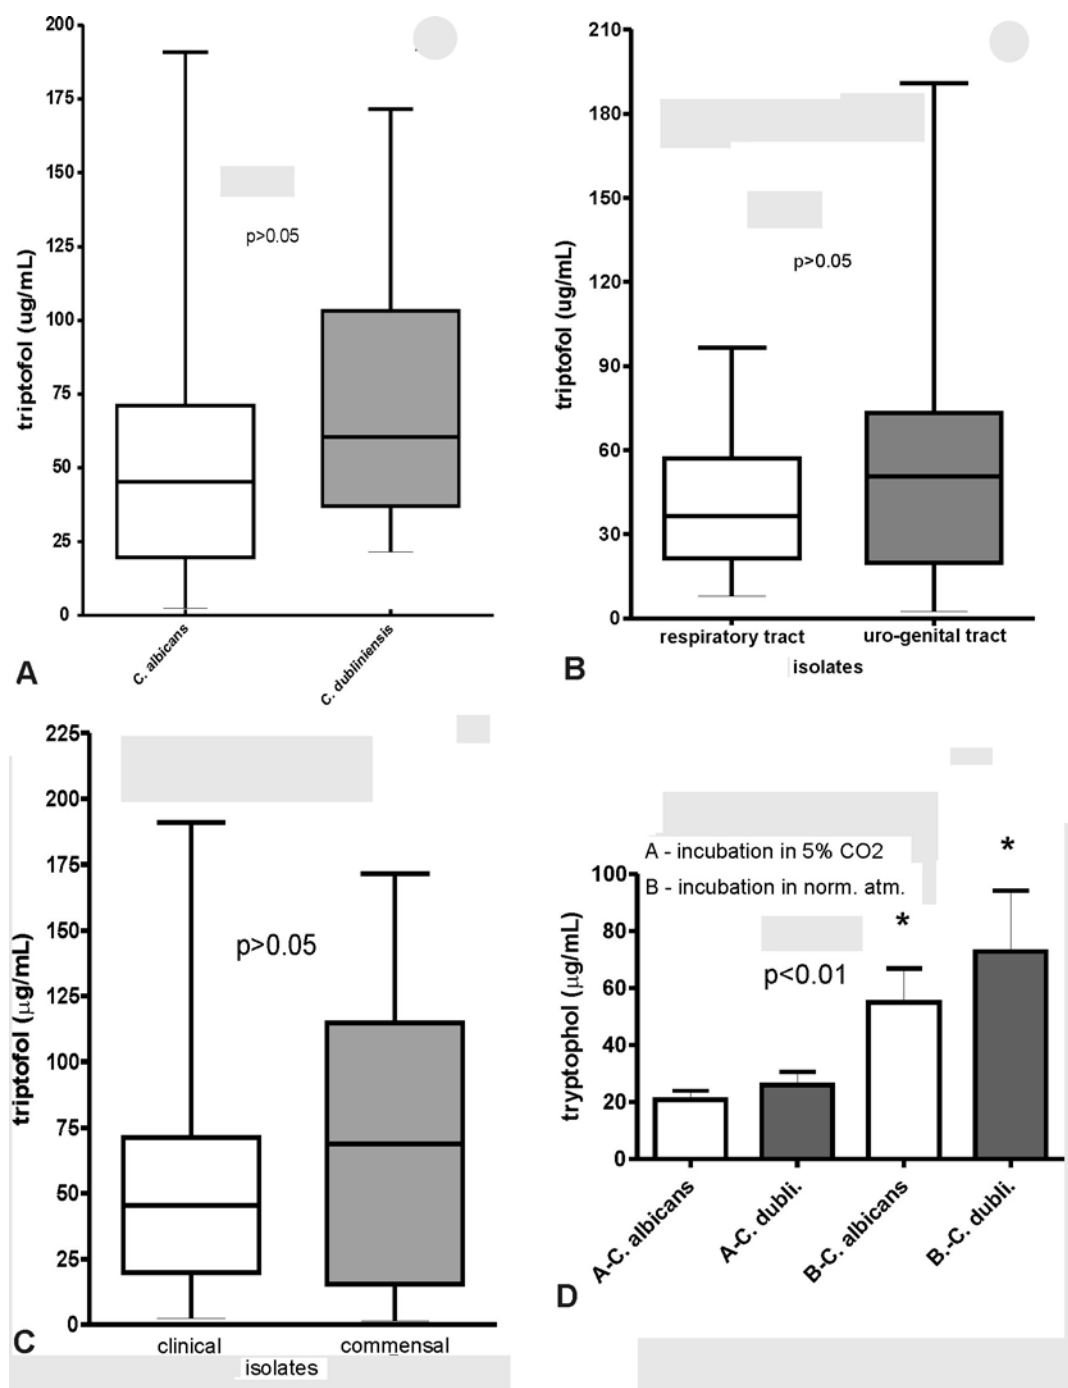 200
175
150
125
100
75
50
25
0
triptofol (ug/mL)
p>0.05
C. albicans
C. dubliniensis
A
210
180
150
120
90
60
30
0
triptofol (ug/mL)
p>0.05
respiratory tract uro-genital tract
isolates
B
225
200
175
150
125
100
75
50
25
0
triptofol (μg/mL)
p>0.05
clinical commensal
isolates
C
A - incubation in 5% CO2
B - incubation in norm. atm.
100
80
60
40
20
0
tryptophol (μg/mL)
*
*
p<0.01
A-C. albicans
A-C. dubli.
B-C. albicans
B.-C. dubli.
D